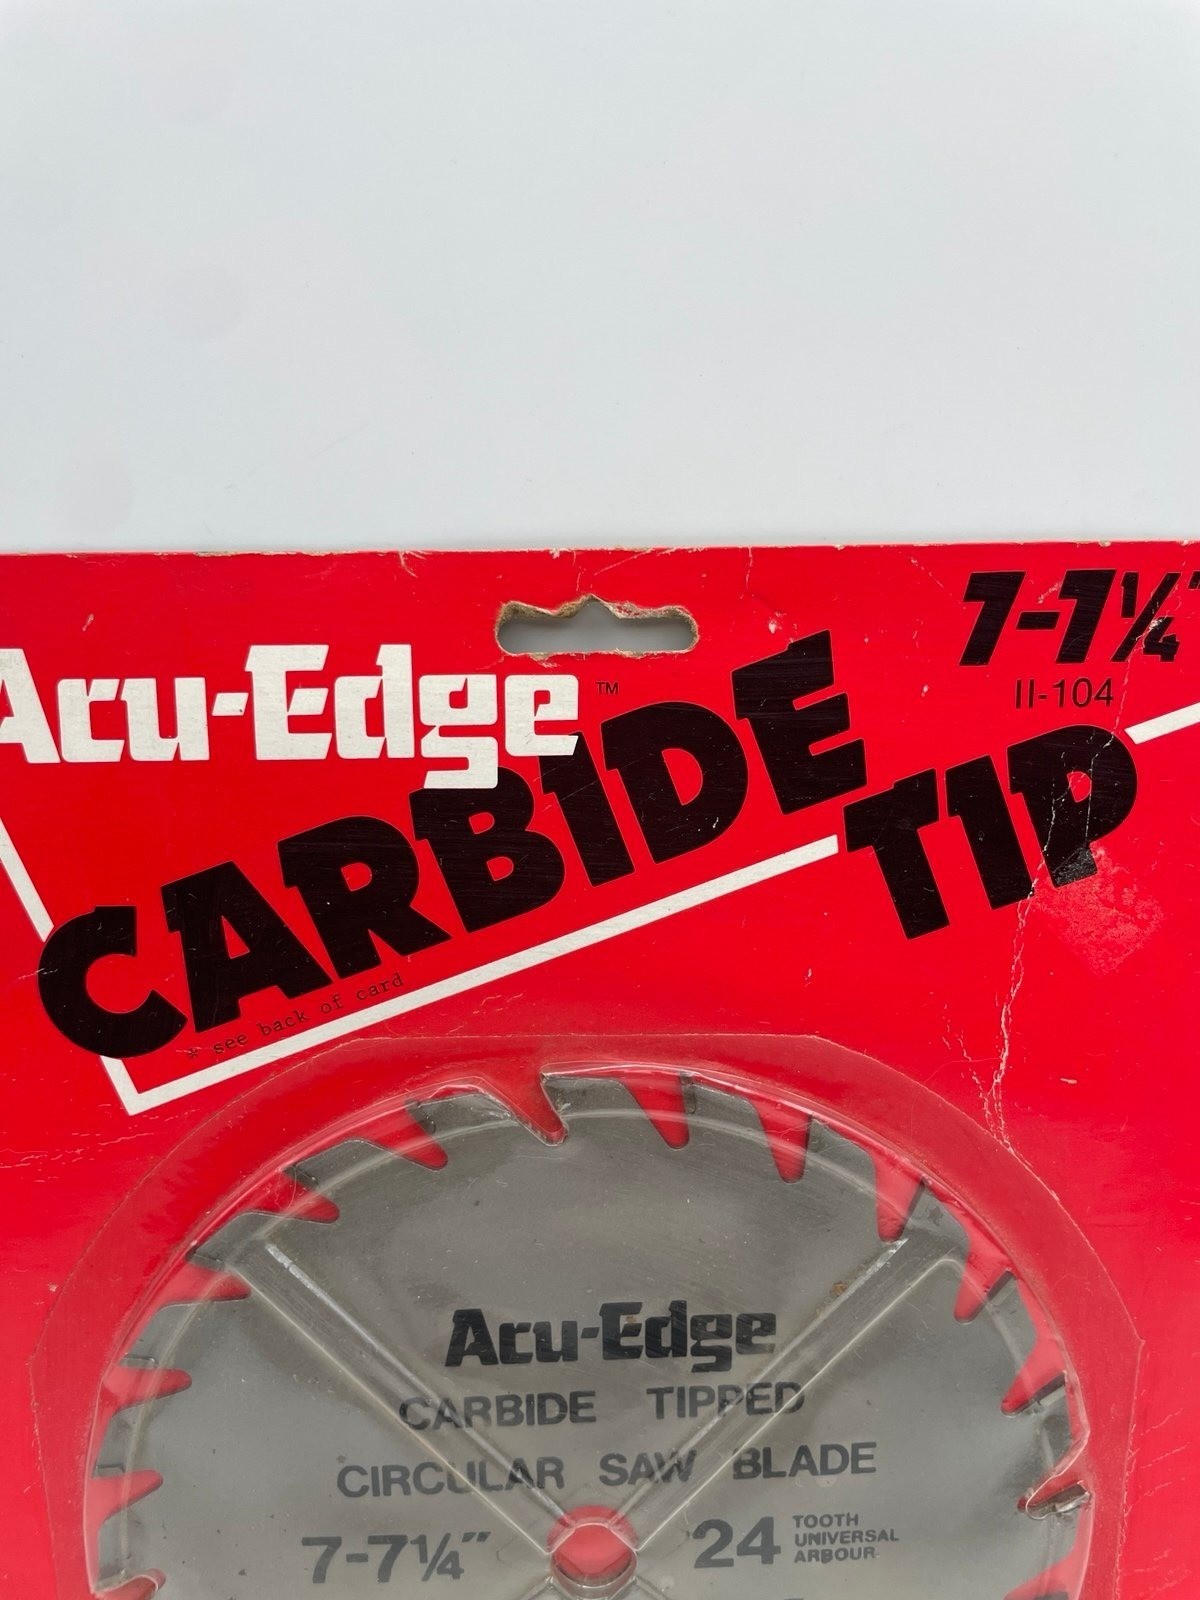 7-7¼"
Acu-Edge™
II-104
CARBIDE
TIP
* see back of card
Acu-Edge
CARBIDE TIPPED
CIRCULAR SAW BLADE
7-7¼" 24 TOOTH
UNIVERSAL
ARBOUR